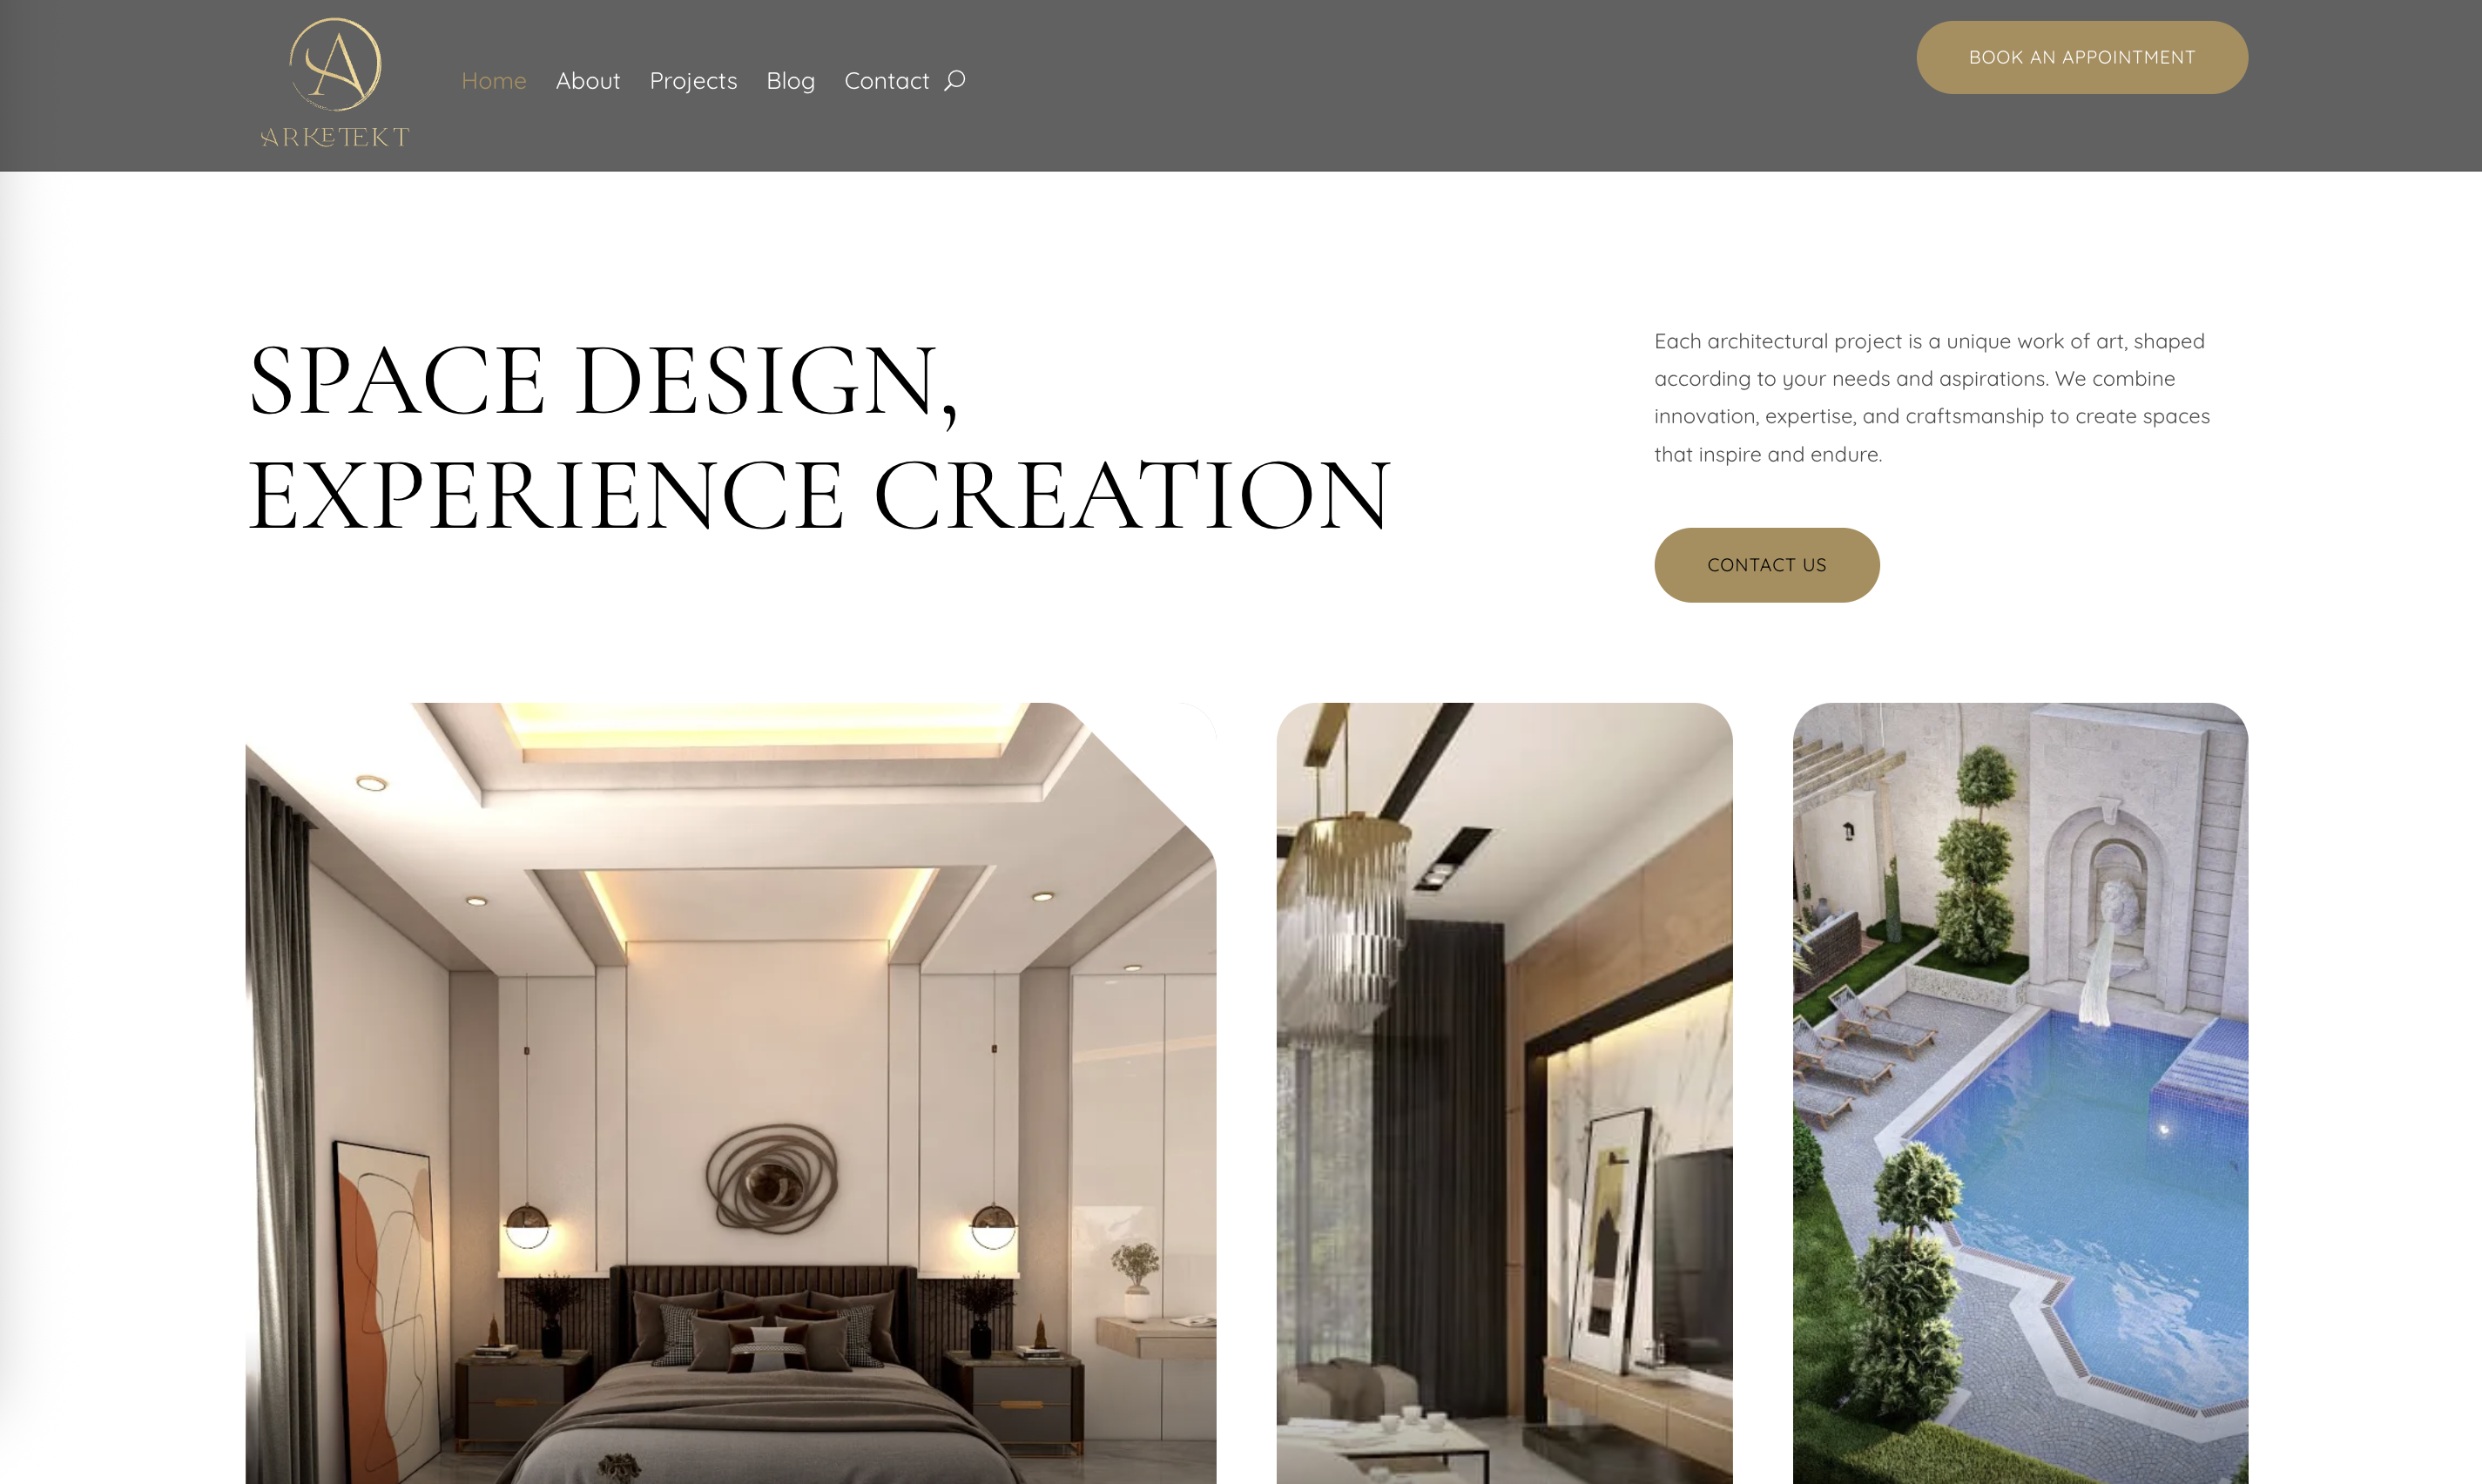 ARKETEKT
Home About Projects Blog Contact
BOOK AN APPOINTMENT
SPACE DESIGN,
EXPERIENCE CREATION
Each architectural project is a unique work of art, shaped
according to your needs and aspirations. We combine
innovation, expertise, and craftsmanship to create spaces
that inspire and endure.
CONTACT US